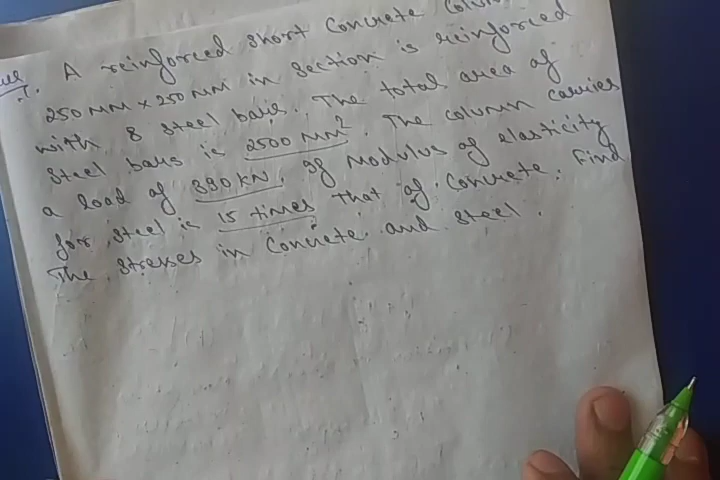 A reinforced short concrete
250 MM × 250 MM in section is reinforced
with 8 steel bars. The total area of
steel bars is 2500 MM². The column carries
a load of 390 KN. If Modulus of elasticity
for steel is 15 times that of concrete. Find
The stresses in concrete and steel.